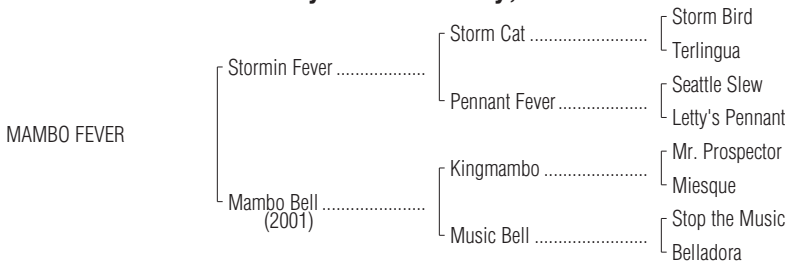 Storm Bird
Storm Cat ........................
Terlingua
Stormin Fever ...................
Seattle Slew
Pennant Fever ..................
Letty's Pennant
MAMBO FEVER
Mr. Prospector
Kingmambo .....................
Miesque
Mambo Bell ......................
(2001)
Stop the Music
Music Bell ........................
Belladora